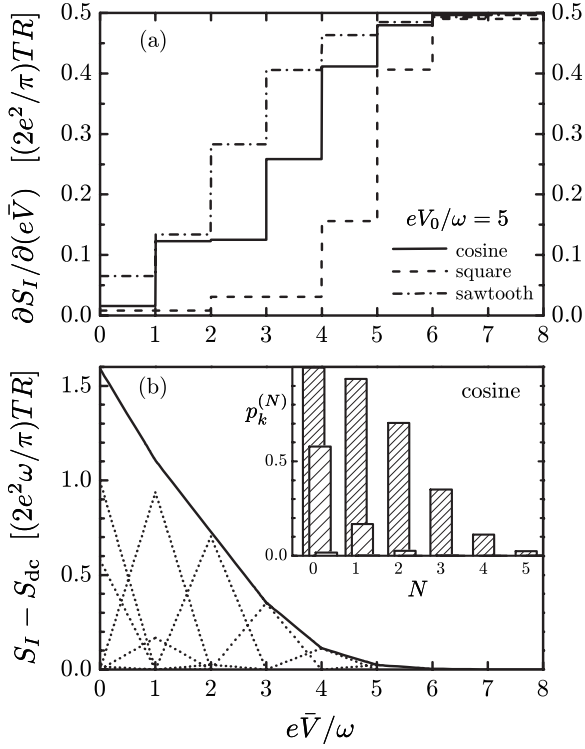 (a)
∂S_I/∂(eV̄) [(2e²/π)TR]
0.5
0.4
0.3
0.2
0.1
0.0
0.5
0.4
0.3
0.2
0.1
0.0
eV₀/ω = 5
cosine
square
sawtooth
0 1 2 3 4 5 6 7 8
(b)
S_I − S_dc [(2e²ω/π)TR]
1.5
1.0
0.5
0.0
cosine
p_k^(N)
0.5
0.0
0 1 2 3 4 5
N
0 1 2 3 4 5 6 7 8
eV̄/ω